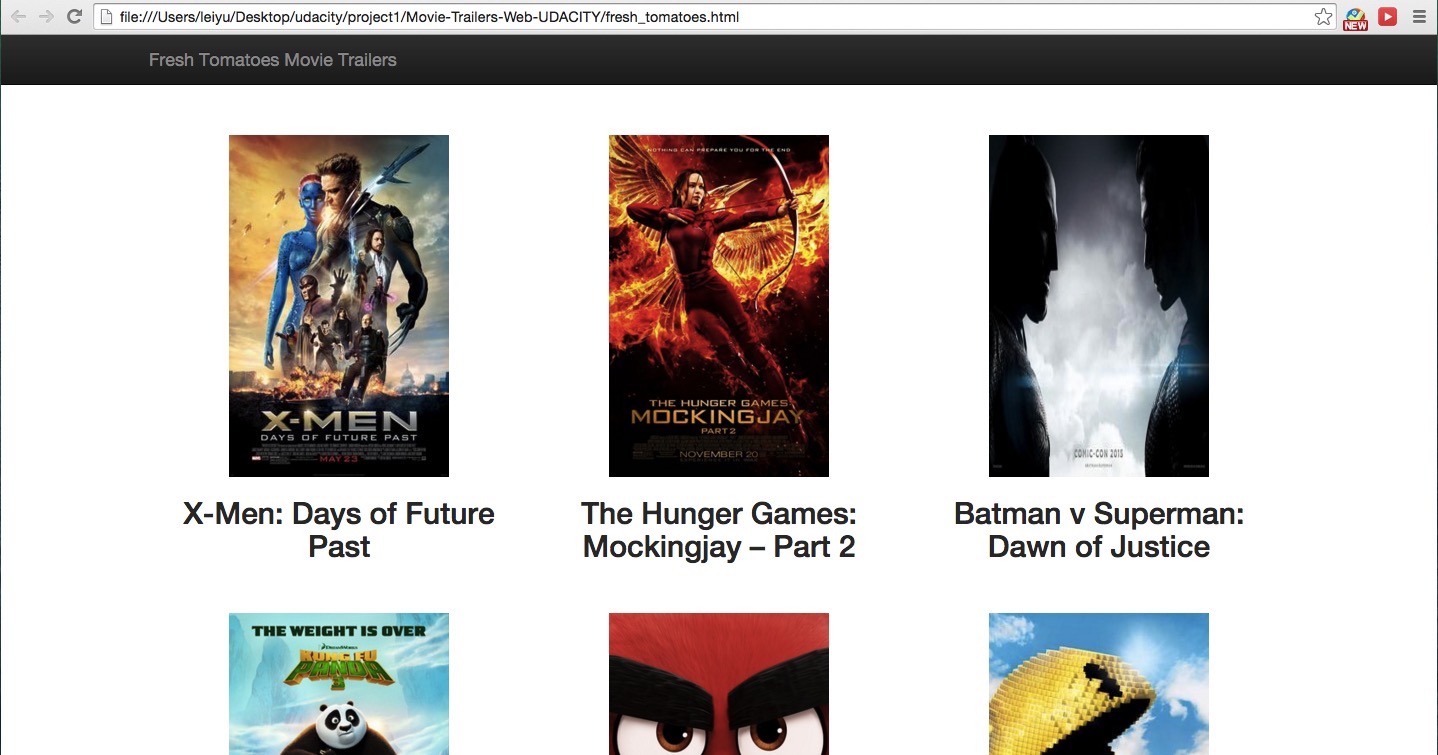 file:///Users/leiyu/Desktop/udacity/project1/Movie-Trailers-Web-UDACITY/fresh_tomatoes.html
NEW
Fresh Tomatoes Movie Trailers
X-MEN
DAYS OF FUTURE PAST
MAY 23
NOTHING CAN PREPARE YOU FOR THE END
THE HUNGER GAMES
MOCKINGJAY
PART 2
NOVEMBER 20
COMIC-CON 2015
X-Men: Days of Future
Past
The Hunger Games:
Mockingjay – Part 2
Batman v Superman:
Dawn of Justice
THE WEIGHT IS OVER
DREAMWORKS
KUNG FU
PANDA
3